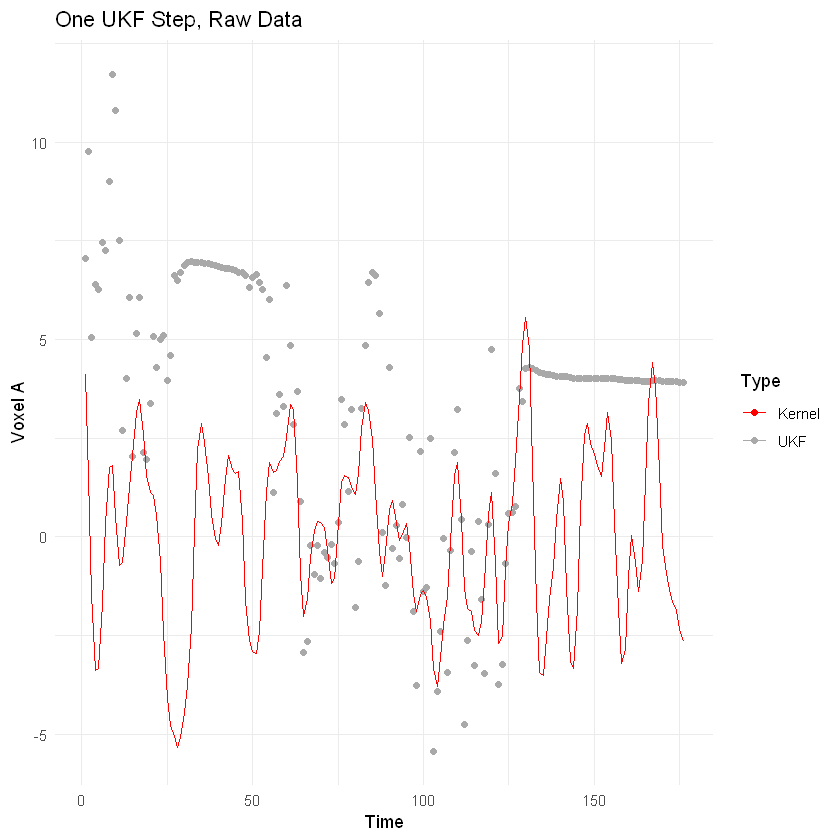 One UKF Step, Raw Data
10
5
0
-5
Voxel A
0
50
100
150
Time
Type
Kernel
UKF